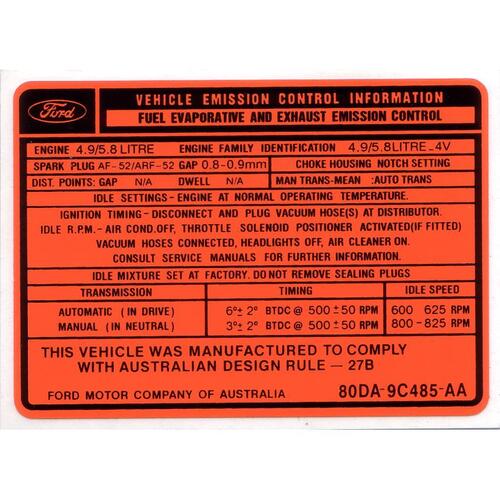 Ford
VEHICLE EMISSION CONTROL INFORMATION
FUEL EVAPORATIVE AND EXHAUST EMISSION CONTROL
ENGINE 4.9/5.8 LITRE ENGINE FAMILY IDENTIFICATION 4.9/5.8 LITRE_4V
SPARK PLUG AF-52/ARF-52 GAP 0.8-0.9mm CHOKE HOUSING NOTCH SETTING
DIST. POINTS: GAP N/A DWELL N/A MAN TRANS-MEAN :AUTO TRANS
IDLE SETTINGS-ENGINE AT NORMAL OPERATING TEMPERATURE.
IGNITION TIMING - DISCONNECT AND PLUG VACUUM HOSE(S) AT DISTRIBUTOR.
IDLE R.P.M.- AIR COND.OFF, THROTTLE SOLENOID POSITIONER ACTIVATED(IF FITTED)
VACUUM HOSES CONNECTED, HEADLIGHTS OFF, AIR CLEANER ON.
CONSULT SERVICE MANUALS FOR FURTHER INFORMATION.
IDLE MIXTURE SET AT FACTORY. DO NOT REMOVE SEALING PLUGS
TRANSMISSION TIMING IDLE SPEED
AUTOMATIC (IN DRIVE) 6° ± 2° BTDC @ 500 ± 50 RPM 600 625 RPM
MANUAL (IN NEUTRAL) 3° ± 2° BTDC @ 500 ± 50 RPM 800 - 825 RPM
THIS VEHICLE WAS MANUFACTURED TO COMPLY
WITH AUSTRALIAN DESIGN RULE — 27B
FORD MOTOR COMPANY OF AUSTRALIA 80DA-9C485-AA